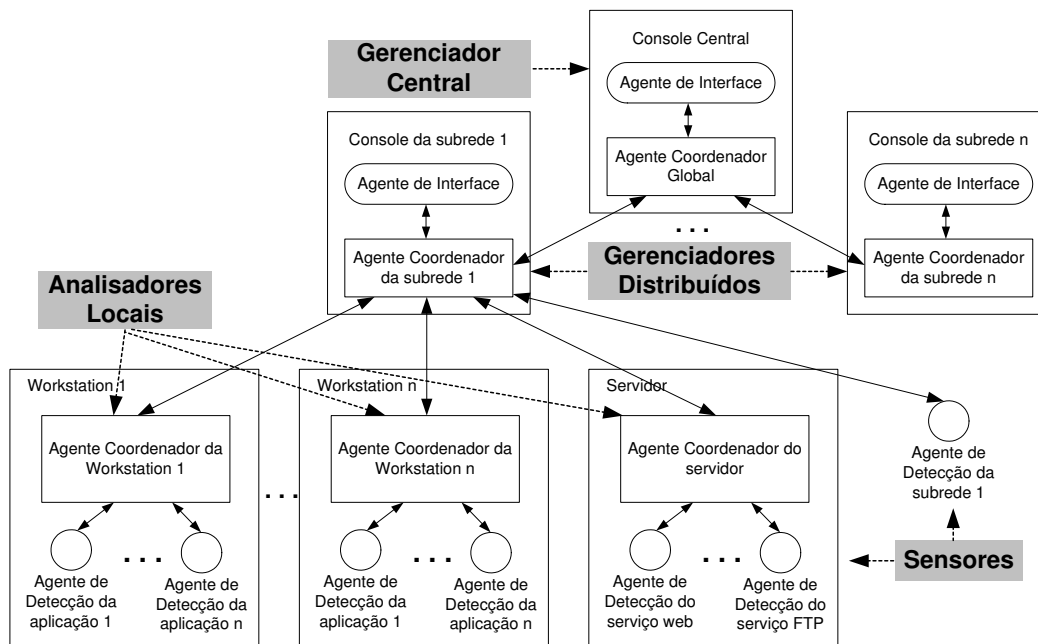 Gerenciador
Central
Console Central
Agente de Interface
Agente Coordenador
Global
Console da subrede 1
Agente de Interface
Agente Coordenador
da subrede 1
Console da subrede n
Agente de Interface
Agente Coordenador
da subrede n
. . .
Gerenciadores
Distribuídos
Analisadores
Locais
Workstation 1
Agente Coordenador da
Workstation 1
. . .
Agente de
Detecção da
aplicação 1
Agente de
Detecção da
aplicação n
. . .
Workstation n
Agente Coordenador da
Workstation n
. . .
Agente de
Detecção da
aplicação 1
Agente de
Detecção da
aplicação n
Servidor
Agente Coordenador do
servidor
. . .
Agente de
Detecção do
serviço web
Agente de
Detecção do
serviço FTP
Agente de
Detecção da
subrede 1
Sensores